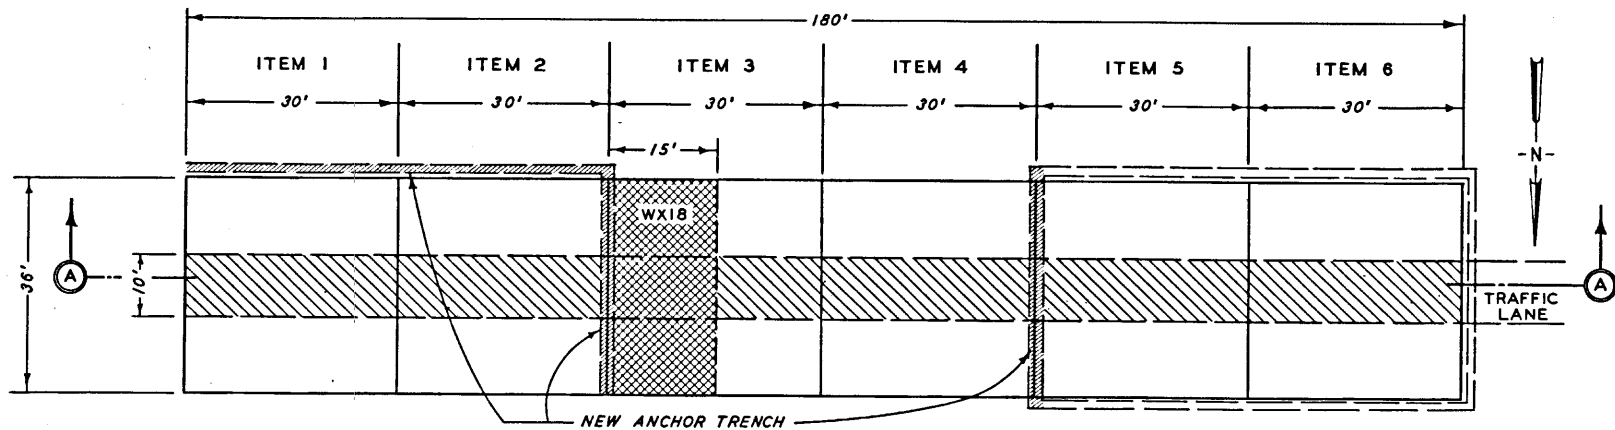 180'
ITEM 1 ITEM 2 ITEM 3 ITEM 4 ITEM 5 ITEM 6
30' 30' 30' 30' 30' 30'
15'
-N-
WX18
36'
10'
A
A
TRAFFIC
LANE
NEW ANCHOR TRENCH